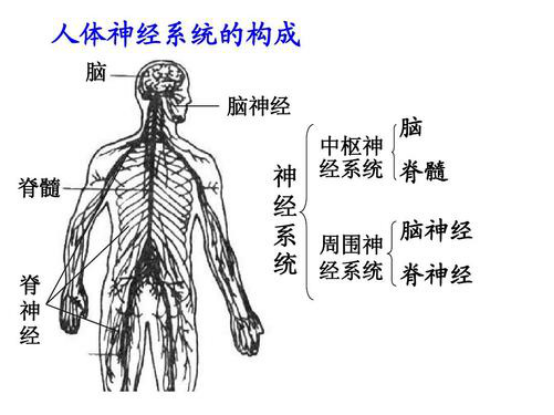 人体神经系统的构成
脑
脑神经
脊髓
脊神经
神经系统
中枢神
经系统
脑
脊髓
周围神
经系统
脑神经
脊神经